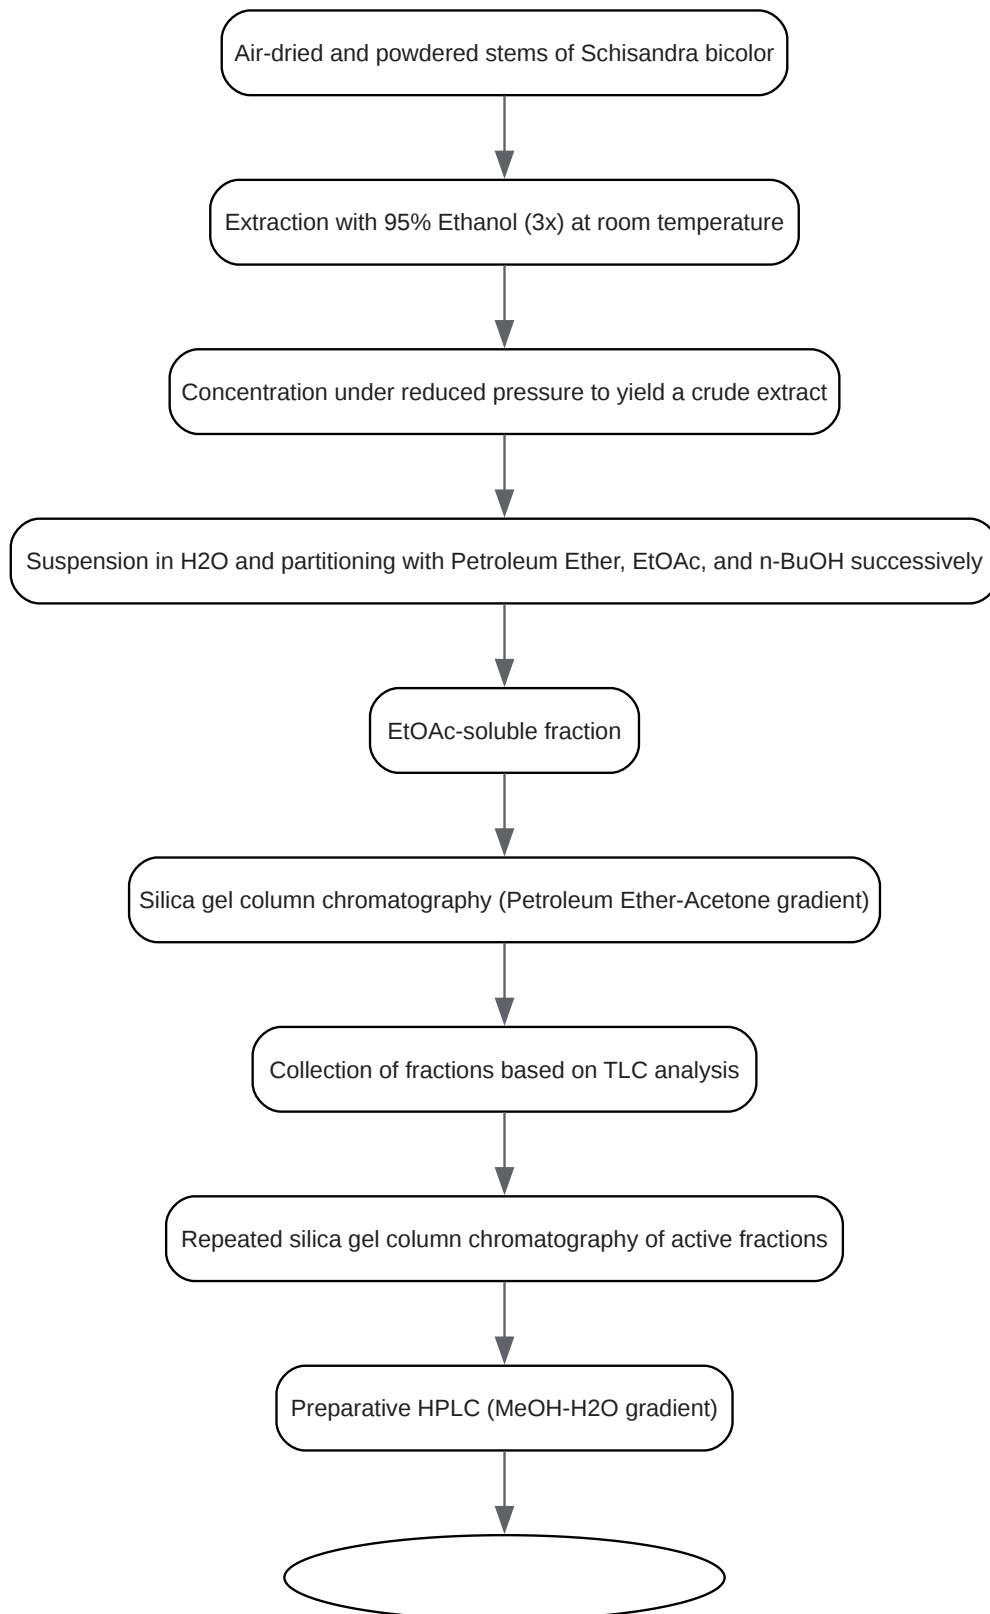 Air-dried and powdered stems of Schisandra bicolor
Extraction with 95% Ethanol (3x) at room temperature
Concentration under reduced pressure to yield a crude extract
Suspension in H2O and partitioning with Petroleum Ether, EtOAc, and n-BuOH successively
EtOAc-soluble fraction
Silica gel column chromatography (Petroleum Ether-Acetone gradient)
Collection of fractions based on TLC analysis
Repeated silica gel column chromatography of active fractions
Preparative HPLC (MeOH-H2O gradient)